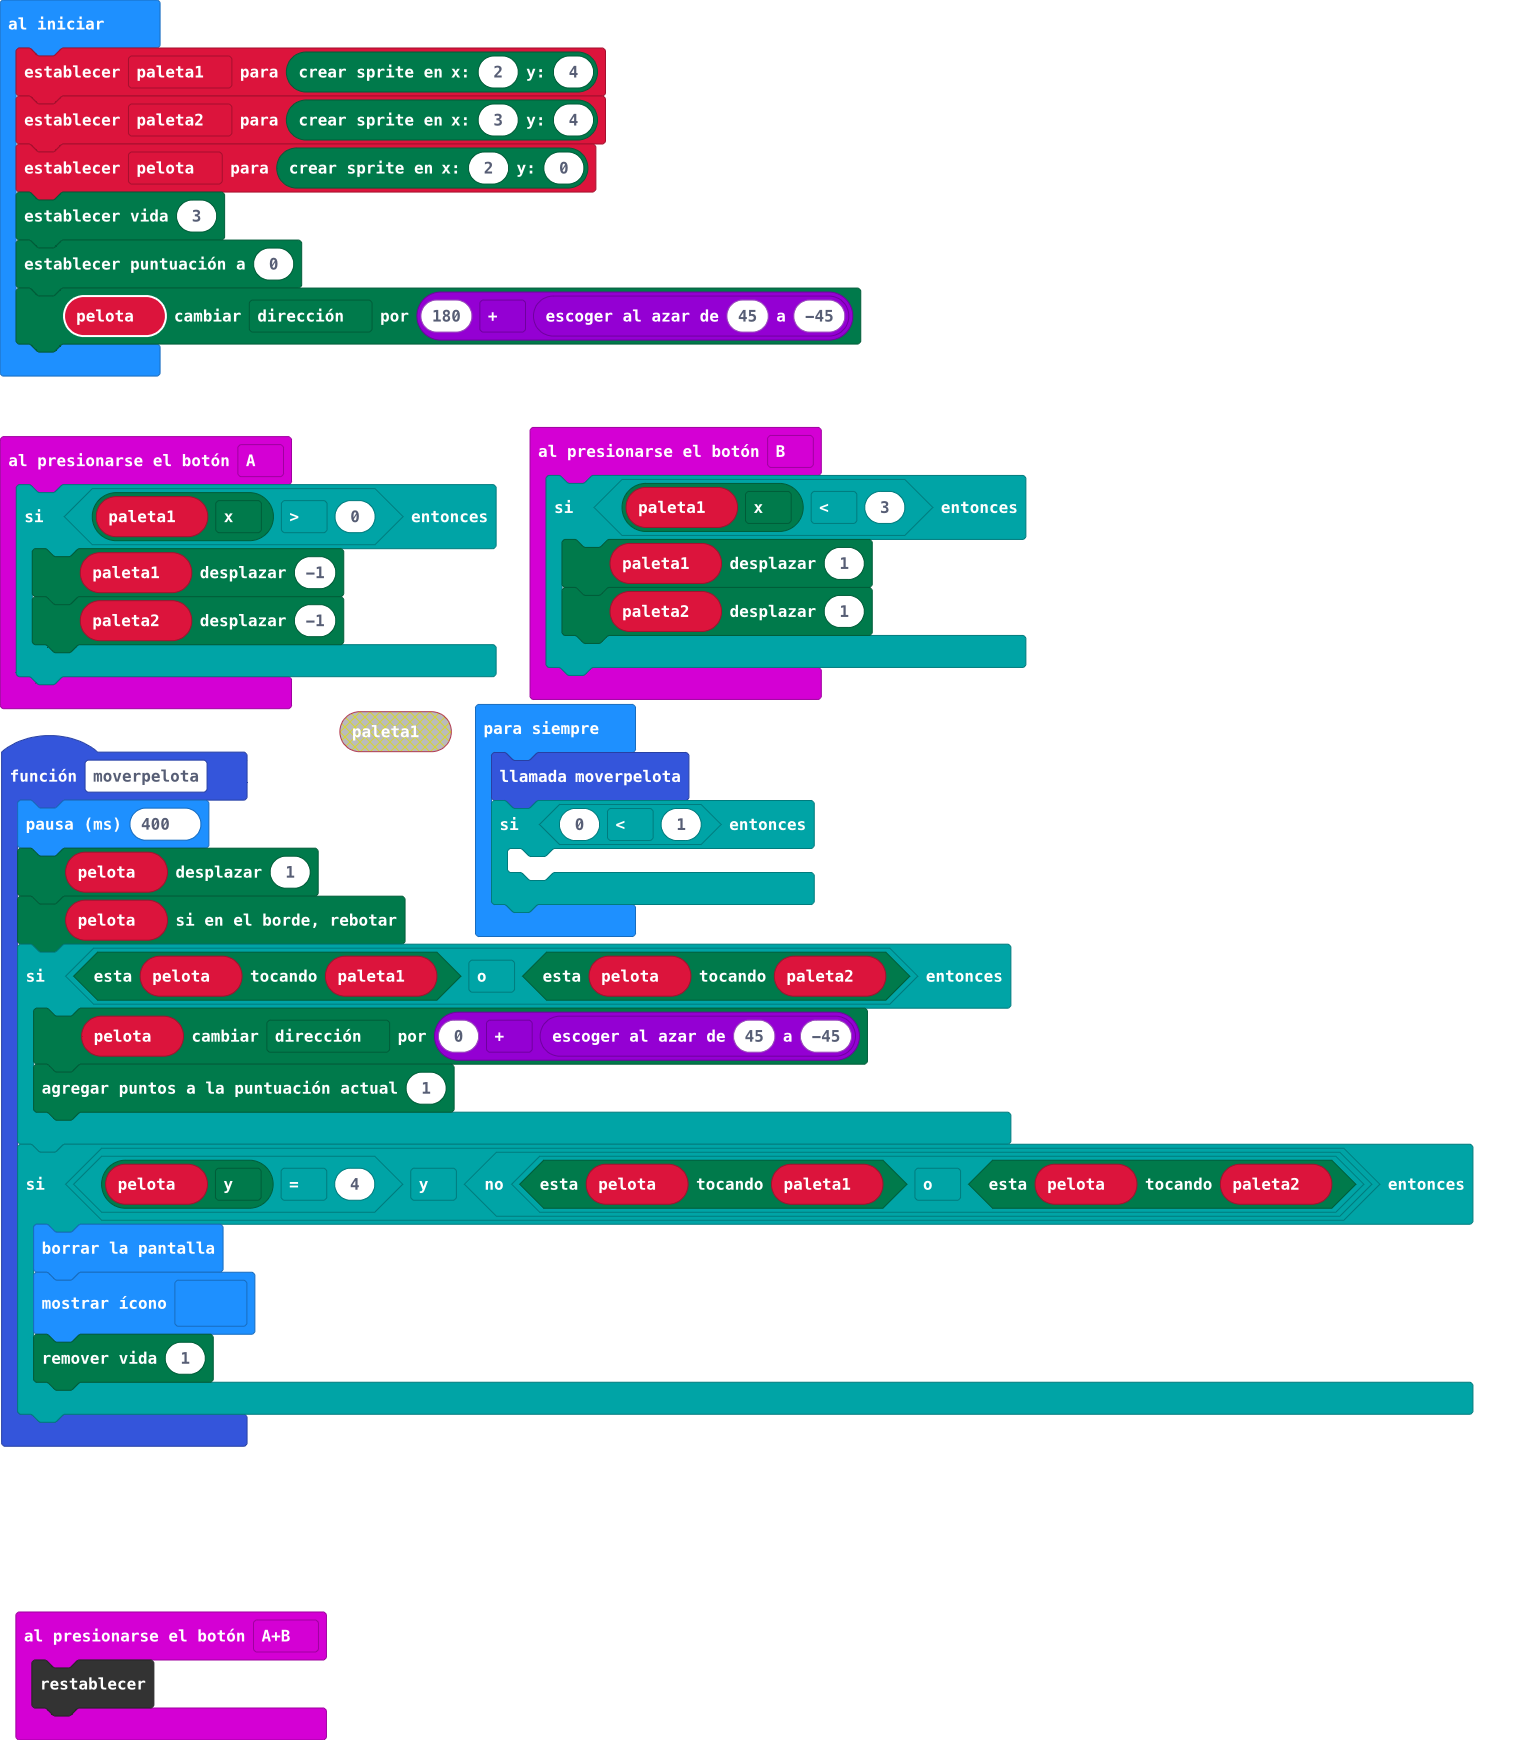 al iniciar
establecer paleta1 para crear sprite en x: 2 y: 4
establecer paleta2 para crear sprite en x: 3 y: 4
establecer pelota para crear sprite en x: 2 y: 0
establecer vida 3
establecer puntuación a 0
pelota cambiar dirección por 180 + escoger al azar de 45 a −45
al presionarse el botón A
si paleta1 x > 0 entonces
paleta1 desplazar −1
paleta2 desplazar −1
al presionarse el botón B
si paleta1 x < 3 entonces
paleta1 desplazar 1
paleta2 desplazar 1
paleta1
para siempre
llamada moverpelota
si 0 < 1 entonces
función moverpelota
pausa (ms) 400
pelota desplazar 1
pelota si en el borde, rebotar
si esta pelota tocando paleta1 o esta pelota tocando paleta2 entonces
pelota cambiar dirección por 0 + escoger al azar de 45 a −45
agregar puntos a la puntuación actual 1
si pelota y = 4 y no esta pelota tocando paleta1 o esta pelota tocando paleta2 entonces
borrar la pantalla
mostrar ícono
remover vida 1
al presionarse el botón A+B
restablecer